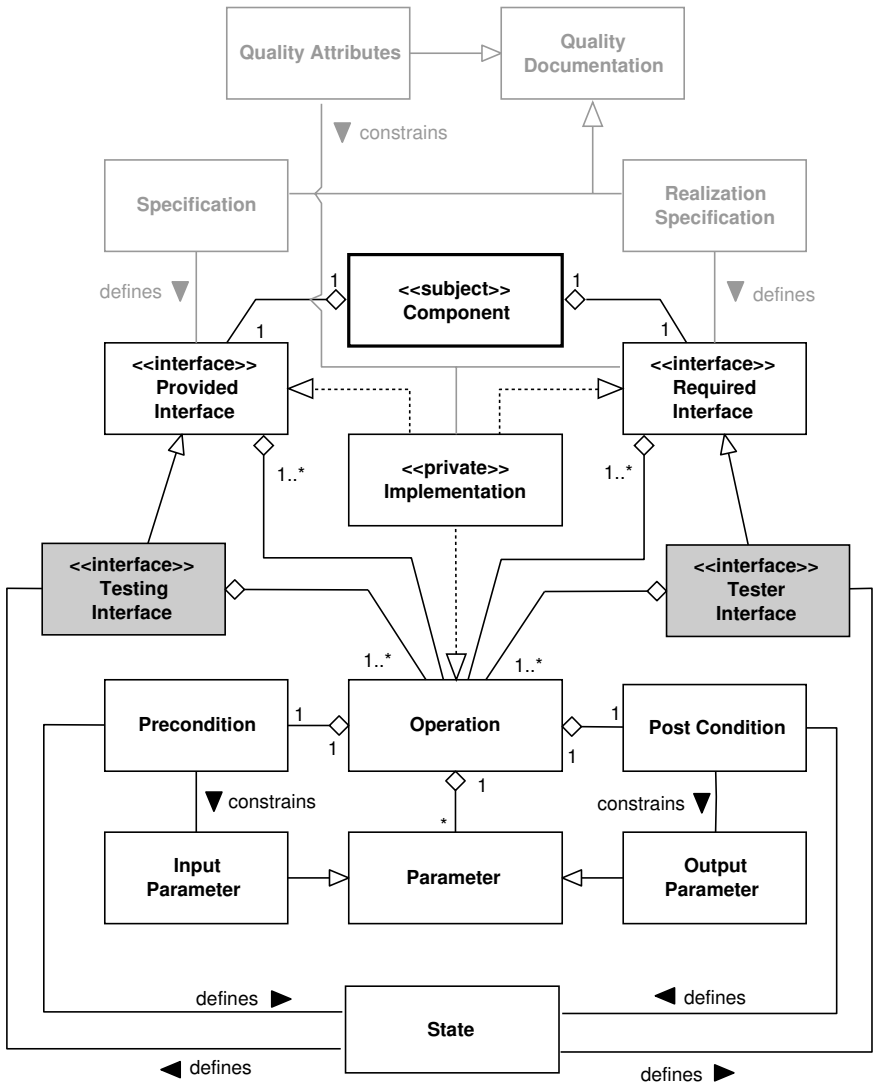 Quality Attributes
Quality
Documentation
constrains
Specification
Realization
Specification
defines
1
<<subject>>
Component
1
defines
1
1
<<interface>>
Provided
Interface
<<interface>>
Required
Interface
1..*
<<private>>
Implementation
1..*
<<interface>>
Testing
Interface
<<interface>>
Tester
Interface
1..*
1..*
Precondition
1
1
Operation
1
1
Post Condition
constrains
1
*
constrains
Input
Parameter
Parameter
Output
Parameter
defines
defines
State
defines
defines